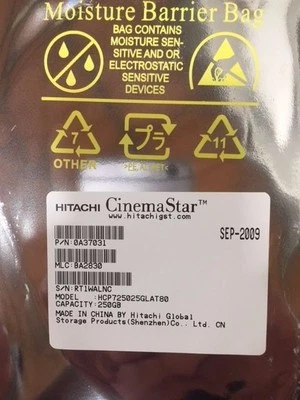 Moisture Barrier Bag
BAG CONTAINS
MOISTURE SEN-
SITIVE AND OR
ELECTROSTATIC
SENSITIVE
DEVICES
7
プラ
11
OTHER
HITACHI CinemaStar™
www.hitachigst.com
SEP-2009
P/N:0A37031
MLC:BA2830
S/N:RT1WALNC
MODEL :HCP725025GLAT80
CAPACITY:250GB
MADE IN CHINA BY Hitachi Global
Storage Products(Shenzhen)Co., Ltd. CN